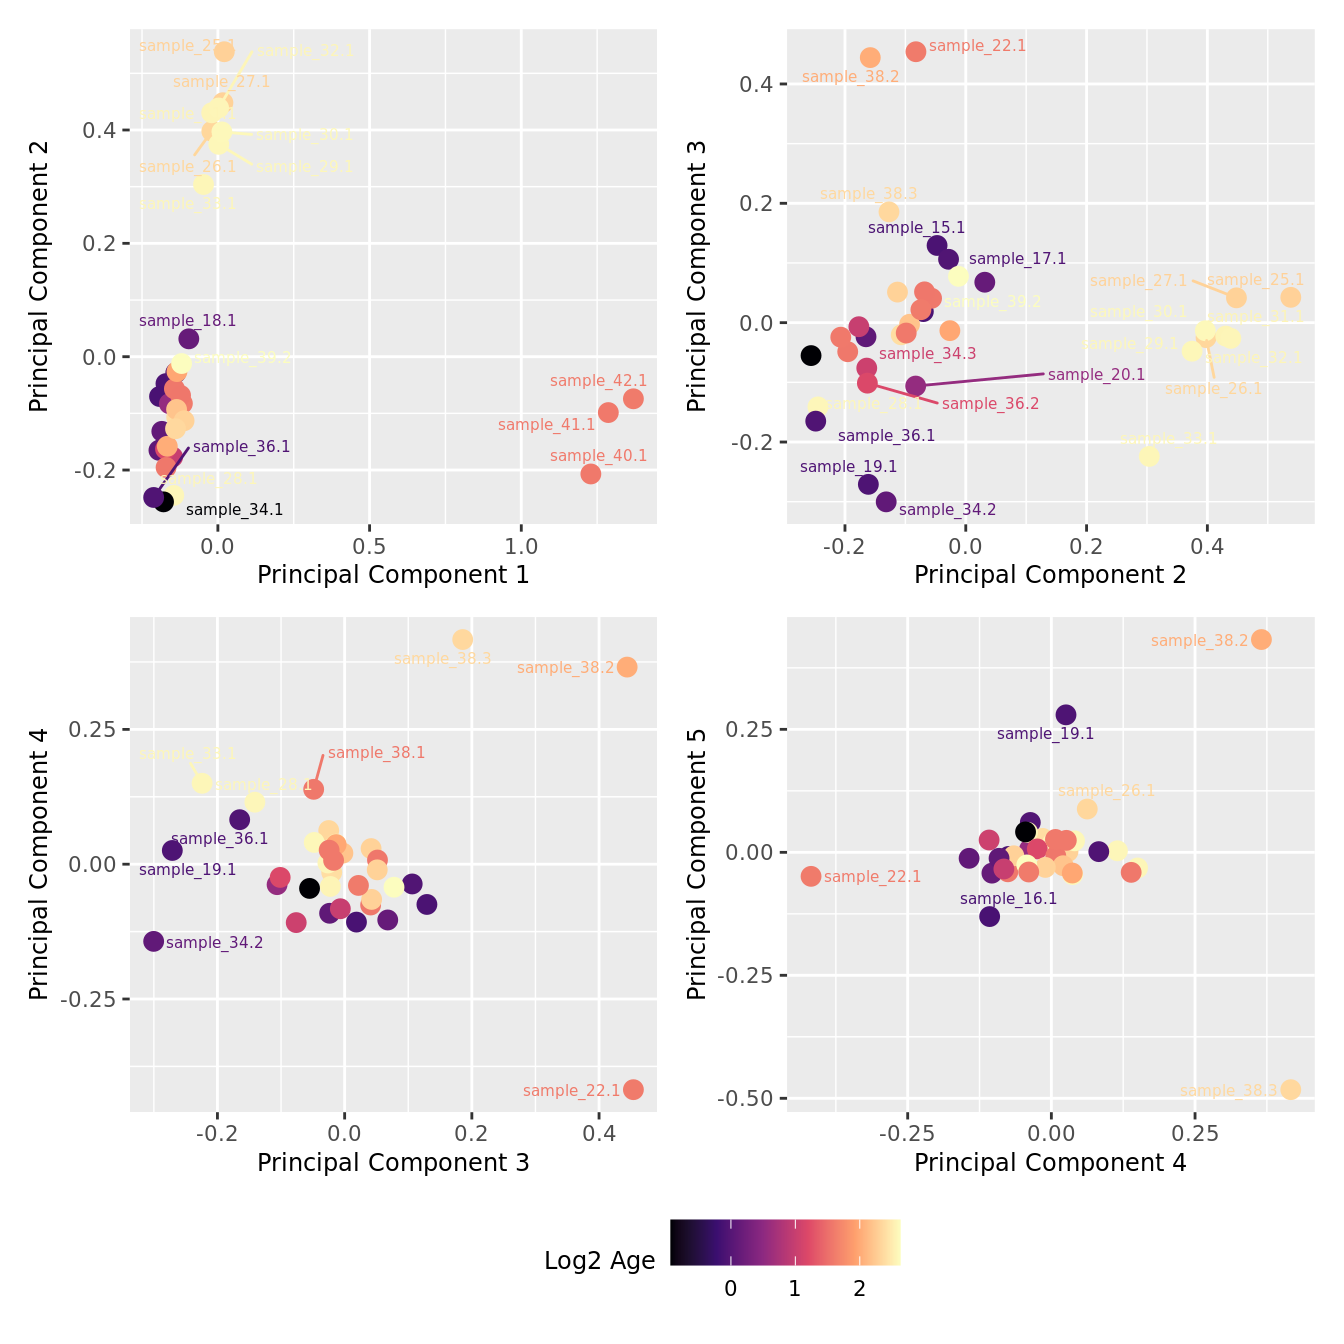 sample_25.1
sample_32.1
sample_27.1
sample_30.1
sample_26.1
sample_29.1
sample_33.1
sample_18.1
sample_39.2
sample_42.1
sample_41.1
sample_36.1
sample_40.1
sample_28.1
sample_34.1
0.4
0.2
0.0
-0.2
0.0
0.5
1.0
Principal Component 1
Principal Component 2
sample_22.1
sample_38.2
sample_38.3
sample_15.1
sample_17.1
sample_27.1
sample_25.1
sample_39.2
sample_30.1
sample_31.1
sample_29.1
sample_34.3
sample_32.1
sample_20.1
sample_26.1
sample_28.1
sample_36.2
sample_36.1
sample_33.1
sample_19.1
sample_34.2
0.4
0.2
0.0
-0.2
-0.2
0.0
0.2
0.4
Principal Component 2
Principal Component 3
sample_38.3
sample_38.2
sample_33.1
sample_38.1
sample_28.1
sample_36.1
sample_19.1
sample_34.2
sample_22.1
0.25
0.00
-0.25
-0.2
0.0
0.2
0.4
Principal Component 3
Principal Component 4
sample_38.2
sample_19.1
sample_26.1
sample_22.1
sample_16.1
sample_38.3
0.25
0.00
-0.25
-0.50
-0.25
0.00
0.25
Principal Component 4
Principal Component 5
Log2 Age
0
1
2